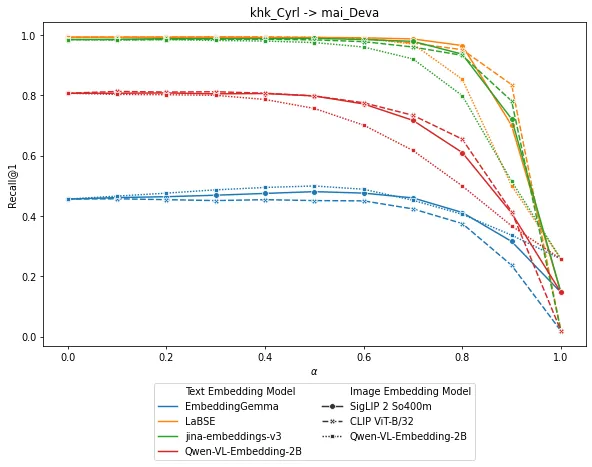 khk_Cyrl -> mai_Deva
1.0
0.8
0.6
0.4
0.2
0.0
Recall@1
0.0 0.2 0.4 0.6 0.8 1.0
α
Text Embedding Model Image Embedding Model
EmbeddingGemma SigLIP 2 So400m
LaBSE CLIP ViT-B/32
jina-embeddings-v3 Qwen-VL-Embedding-2B
Qwen-VL-Embedding-2B